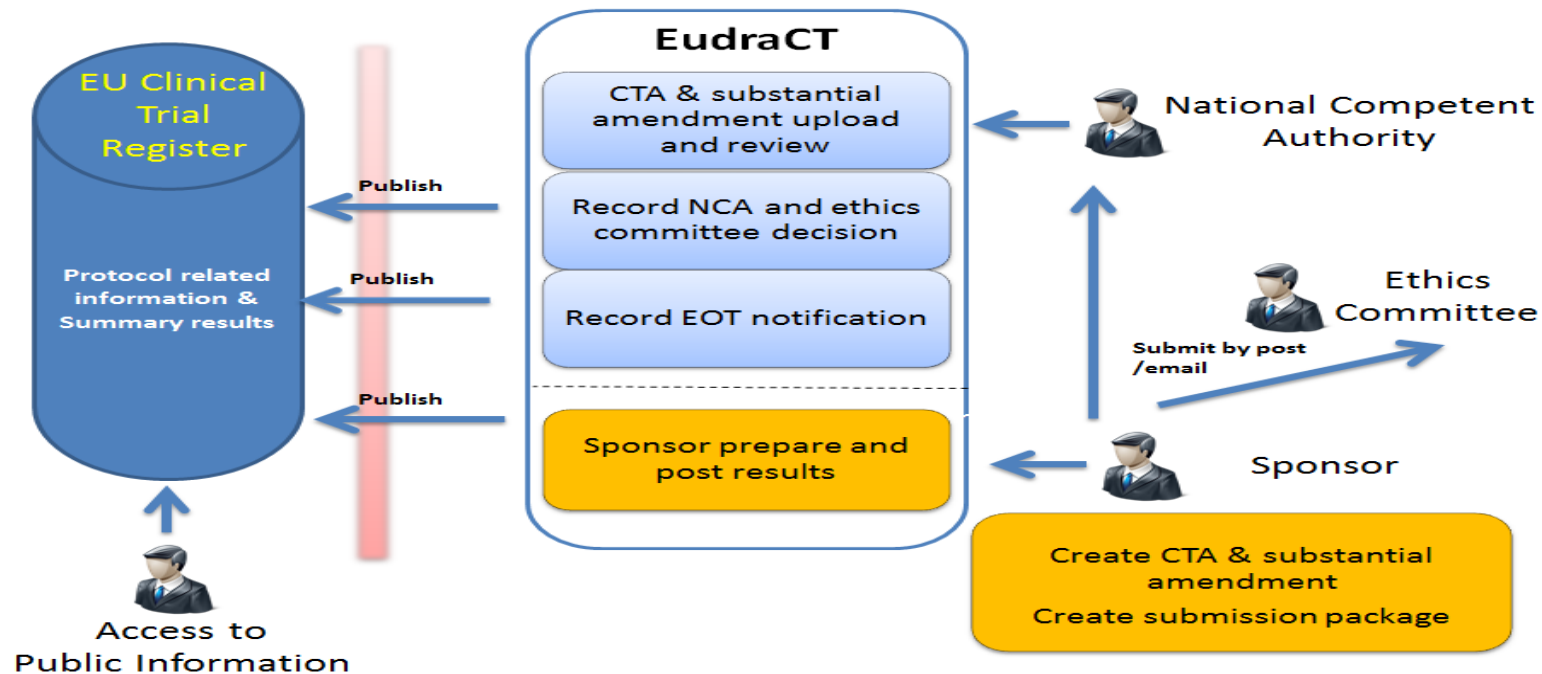 EU Clinical
Trial
Register
Protocol related
information &
Summary results
Access to
Public Information
Publish
Publish
Publish
EudraCT
CTA & substantial
amendment upload
and review
Record NCA and ethics
committee decision
Record EOT notification
Sponsor prepare and
post results
National Competent
Authority
Ethics
Committee
Submit by post
/email
Sponsor
Create CTA & substantial
amendment
Create submission package